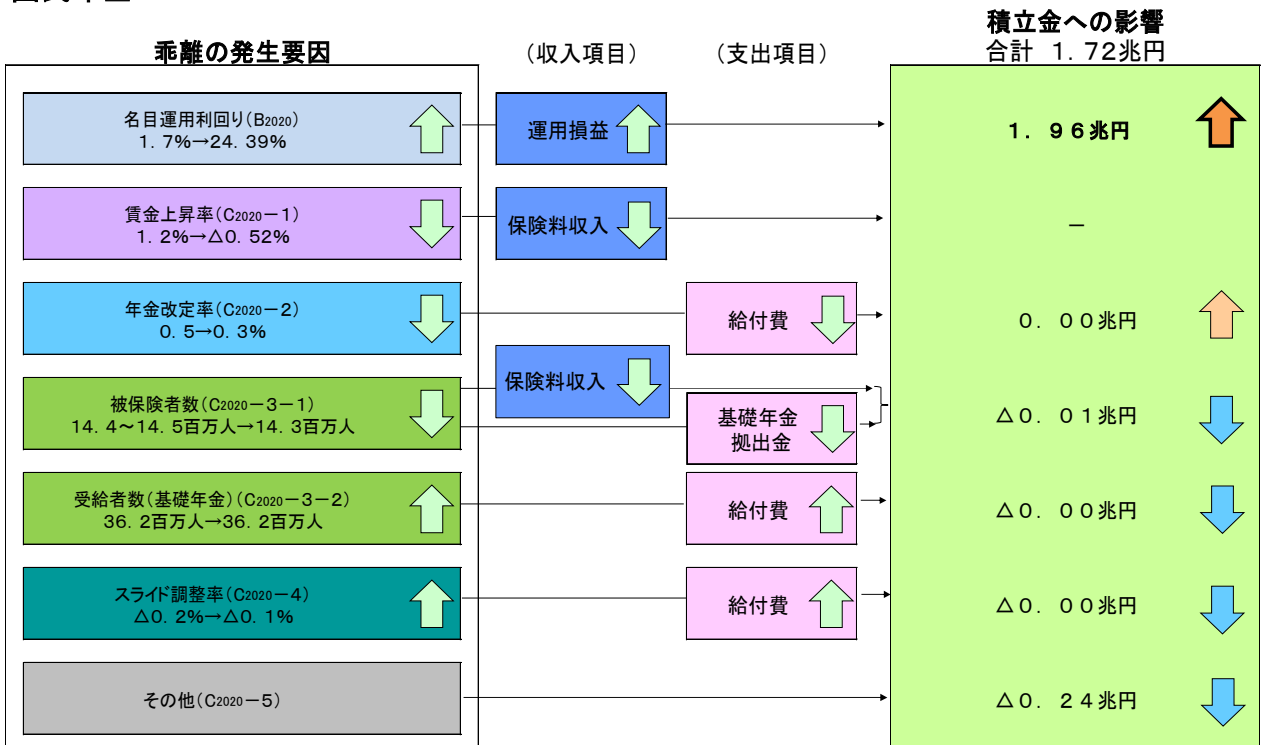 乖離の発生要因
(収入項目)
(支出項目)
積立金への影響
合計 1.72兆円
名目運用利回り(B2020)
1.7%→24.39%
運用損益
1.96兆円
賃金上昇率(C2020-1)
1.2%→△0.52%
保険料収入
－
年金改定率(C2020-2)
0.5→0.3%
給付費
0.00兆円
保険料収入
被保険者数(C2020-3-1)
14.4～14.5百万人→14.3百万人
基礎年金
拠出金
△0.01兆円
受給者数(基礎年金)(C2020-3-2)
36.2百万人→36.2百万人
給付費
△0.00兆円
スライド調整率(C2020-4)
△0.2%→△0.1%
給付費
△0.00兆円
その他(C2020-5)
△0.24兆円